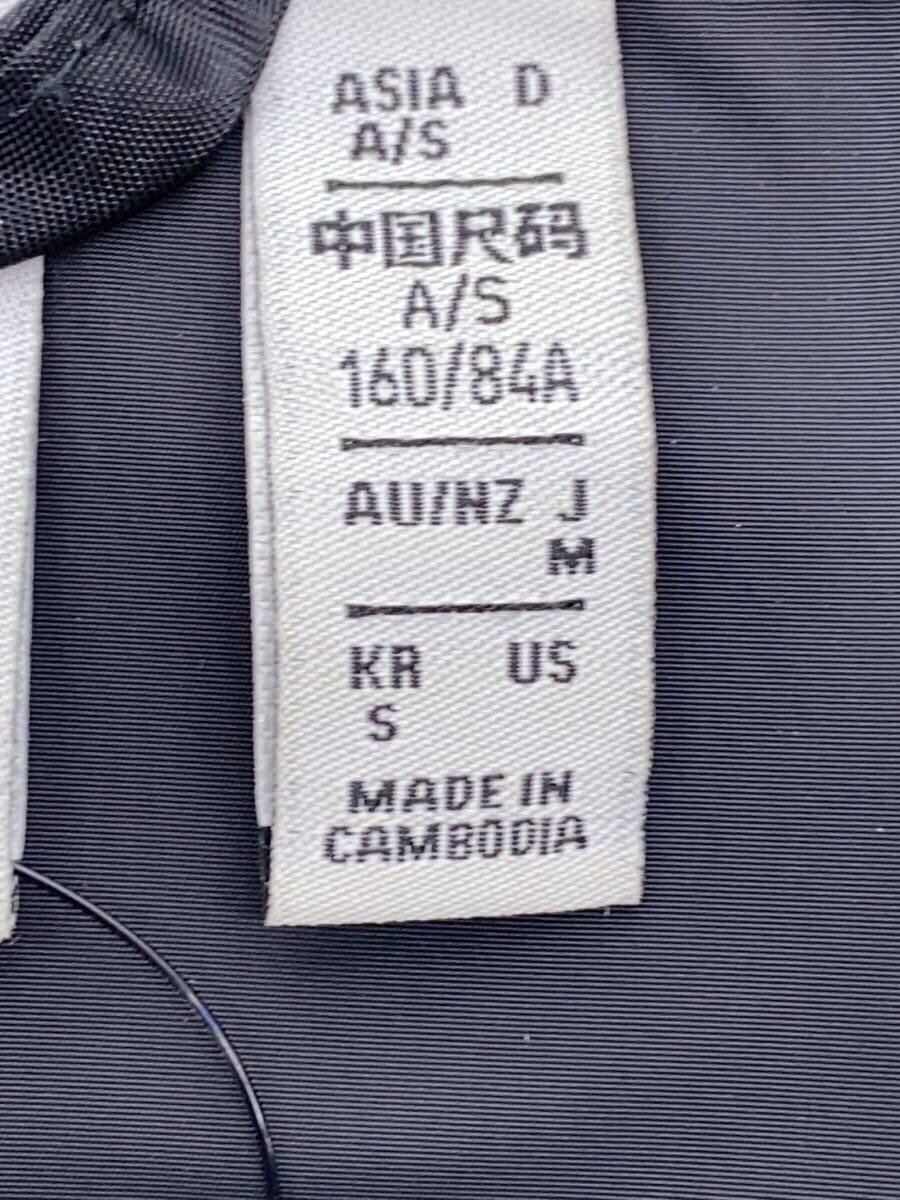 ASIA D
A/S
中国尺码
A/S
160/84A
AU/NZ J
M
KR US
S
MADE IN
CAMBODIA